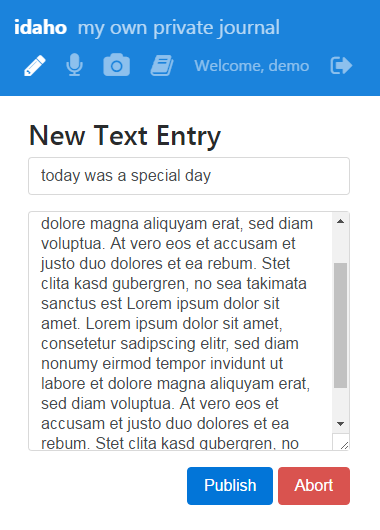 idaho my own private journal
Welcome, demo
New Text Entry
today was a special day
dolore magna aliquyam erat, sed diam
voluptua. At vero eos et accusam et
justo duo dolores et ea rebum. Stet
clita kasd gubergren, no sea takimata
sanctus est Lorem ipsum dolor sit
amet. Lorem ipsum dolor sit amet,
consetetur sadipscing elitr, sed diam
nonumy eirmod tempor invidunt ut
labore et dolore magna aliquyam erat,
sed diam voluptua. At vero eos et
accusam et justo duo dolores et ea
rebum. Stet clita kasd gubergren, no
Publish Abort